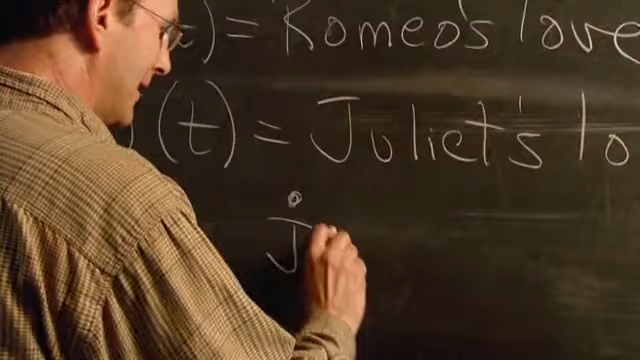 ) = Romeo's love
(t) = Juliet's lo
J̇